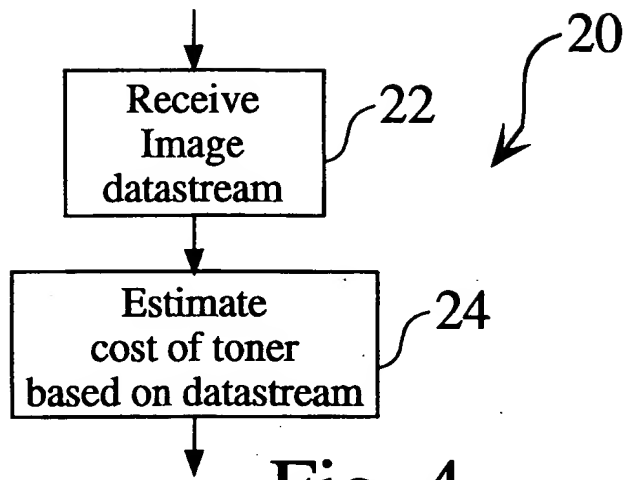 20
Receive
Image
datastream
22
Estimate
cost of toner
based on datastream
24
Fig. 4